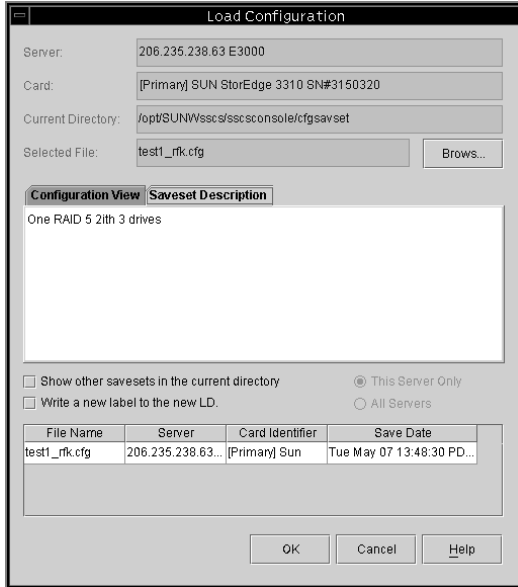 Load Configuration
Server: 206.235.238.63 E3000
Card: [Primary] SUN StorEdge 3310 SN#3150320
Current Directory: /opt/SUNWsscs/sscsconsole/cfgsavset
Selected File: test1_rfk.cfg Brows...
Configuration View Saveset Description
One RAID 5 2ith 3 drives
Show other savesets in the current directory This Server Only
Write a new label to the new LD. All Servers
File Name Server Card Identifier Save Date
test1_rfk.cfg 206.235.238.63... [Primary] Sun Tue May 07 13:48:30 PD...
OK Cancel Help